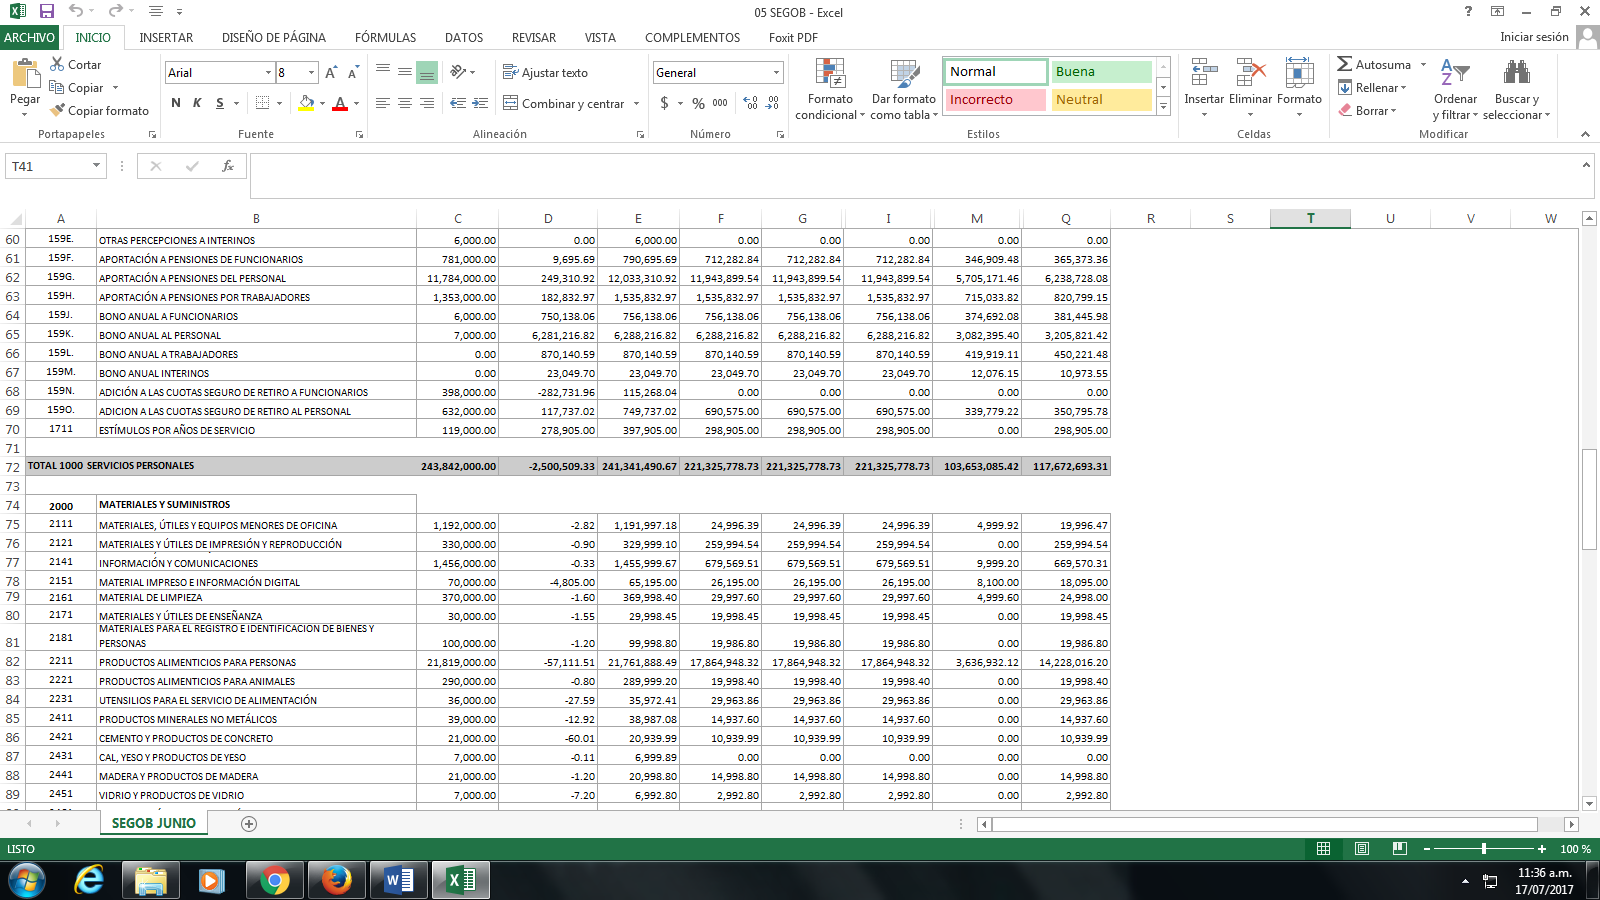 05 SEGOB - Excel
ARCHIVO INICIO INSERTAR DISEÑO DE PÁGINA FÓRMULAS DATOS REVISAR VISTA COMPLEMENTOS Foxit PDF Iniciar sesión
Pegar
Cortar
Copiar
Copiar formato
Portapapeles
Arial 8
N K S
Fuente
Ajustar texto
Combinar y centrar
Alineación
General
$ % 000
Número
Formato condicional
Dar formato como tabla
Normal Buena
Incorrecto Neutral
Estilos
Insertar Eliminar Formato
Celdas
Autosuma
Rellenar
Borrar
Ordenar y filtrar
Buscar y seleccionar
Modificar
T41 fx
A B C D E F G I M Q R S T U V W
60 159E. OTRAS PERCEPCIONES A INTERINOS 6,000.00 0.00 6,000.00 0.00 0.00 0.00 0.00 0.00
61 159F. APORTACIÓN A PENSIONES DE FUNCIONARIOS 781,000.00 9,695.69 790,695.69 712,282.84 712,282.84 712,282.84 346,909.48 365,373.36
62 159G. APORTACIÓN A PENSIONES DEL PERSONAL 11,784,000.00 249,310.92 12,033,310.92 11,943,899.54 11,943,899.54 11,943,899.54 5,705,171.46 6,238,728.08
63 159H. APORTACIÓN A PENSIONES POR TRABAJADORES 1,353,000.00 182,832.97 1,535,832.97 1,535,832.97 1,535,832.97 1,535,832.97 715,033.82 820,799.15
64 159J. BONO ANUAL A FUNCIONARIOS 6,000.00 750,138.06 756,138.06 756,138.06 756,138.06 756,138.06 374,692.08 381,445.98
65 159K. BONO ANUAL AL PERSONAL 7,000.00 6,281,216.82 6,288,216.82 6,288,216.82 6,288,216.82 6,288,216.82 3,082,395.40 3,205,821.42
66 159L. BONO ANUAL A TRABAJADORES 0.00 870,140.59 870,140.59 870,140.59 870,140.59 870,140.59 419,919.11 450,221.48
67 159M. BONO ANUAL INTERINOS 0.00 23,049.70 23,049.70 23,049.70 23,049.70 23,049.70 12,076.15 10,973.55
68 159N. ADICIÓN A LAS CUOTAS SEGURO DE RETIRO A FUNCIONARIOS 398,000.00 -282,731.96 115,268.04 0.00 0.00 0.00 0.00 0.00
69 159O. ADICION A LAS CUOTAS SEGURO DE RETIRO AL PERSONAL 632,000.00 117,737.02 749,737.02 690,575.00 690,575.00 690,575.00 339,779.22 350,795.78
70 1711 ESTÍMULOS POR AÑOS DE SERVICIO 119,000.00 278,905.00 397,905.00 298,905.00 298,905.00 298,905.00 0.00 298,905.00
71
72 TOTAL 1000 SERVICIOS PERSONALES 243,842,000.00 -2,500,509.33 241,341,490.67 221,325,778.73 221,325,778.73 221,325,778.73 103,653,085.42 117,672,693.31
73
74 2000 MATERIALES Y SUMINISTROS
75 2111 MATERIALES, ÚTILES Y EQUIPOS MENORES DE OFICINA 1,192,000.00 -2.82 1,191,997.18 24,996.39 24,996.39 24,996.39 4,999.92 19,996.47
76 2121 MATERIALES Y ÚTILES DE IMPRESIÓN Y REPRODUCCIÓN 330,000.00 -0.90 329,999.10 259,994.54 259,994.54 259,994.54 0.00 259,994.54
77 2141 INFORMACIÓN Y COMUNICACIONES 1,456,000.00 -0.33 1,455,999.67 679,569.51 679,569.51 679,569.51 9,999.20 669,570.31
78 2151 MATERIAL IMPRESO E INFORMACIÓN DIGITAL 70,000.00 -4,805.00 65,195.00 26,195.00 26,195.00 26,195.00 8,100.00 18,095.00
79 2161 MATERIAL DE LIMPIEZA 370,000.00 -1.60 369,998.40 29,997.60 29,997.60 29,997.60 4,999.60 24,998.00
80 2171 MATERIALES Y ÚTILES DE ENSEÑANZA 30,000.00 -1.55 29,998.45 19,998.45 19,998.45 19,998.45 0.00 19,998.45
MATERIALES PARA EL REGISTRO E IDENTIFICACION DE BIENES Y
81 2181 PERSONAS 100,000.00 -1.20 99,998.80 19,986.80 19,986.80 19,986.80 0.00 19,986.80
82 2211 PRODUCTOS ALIMENTICIOS PARA PERSONAS 21,819,000.00 -57,111.51 21,761,888.49 17,864,948.32 17,864,948.32 17,864,948.32 3,636,932.12 14,228,016.20
83 2221 PRODUCTOS ALIMENTICIOS PARA ANIMALES 290,000.00 -0.80 289,999.20 19,998.40 19,998.40 19,998.40 0.00 19,998.40
84 2231 UTENSILIOS PARA EL SERVICIO DE ALIMENTACIÓN 36,000.00 -27.59 35,972.41 29,963.86 29,963.86 29,963.86 0.00 29,963.86
85 2411 PRODUCTOS MINERALES NO METÁLICOS 39,000.00 -12.92 38,987.08 14,937.60 14,937.60 14,937.60 0.00 14,937.60
86 2421 CEMENTO Y PRODUCTOS DE CONCRETO 21,000.00 -60.01 20,939.99 10,939.99 10,939.99 10,939.99 0.00 10,939.99
87 2431 CAL, YESO Y PRODUCTOS DE YESO 7,000.00 -0.11 6,999.89 0.00 0.00 0.00 0.00 0.00
88 2441 MADERA Y PRODUCTOS DE MADERA 21,000.00 -1.20 20,998.80 14,998.80 14,998.80 14,998.80 0.00 14,998.80
89 2451 VIDRIO Y PRODUCTOS DE VIDRIO 7,000.00 -7.20 6,992.80 2,992.80 2,992.80 2,992.80 0.00 2,992.80
SEGOB JUNIO
LISTO 100 %
11:36 a.m.
17/07/2017